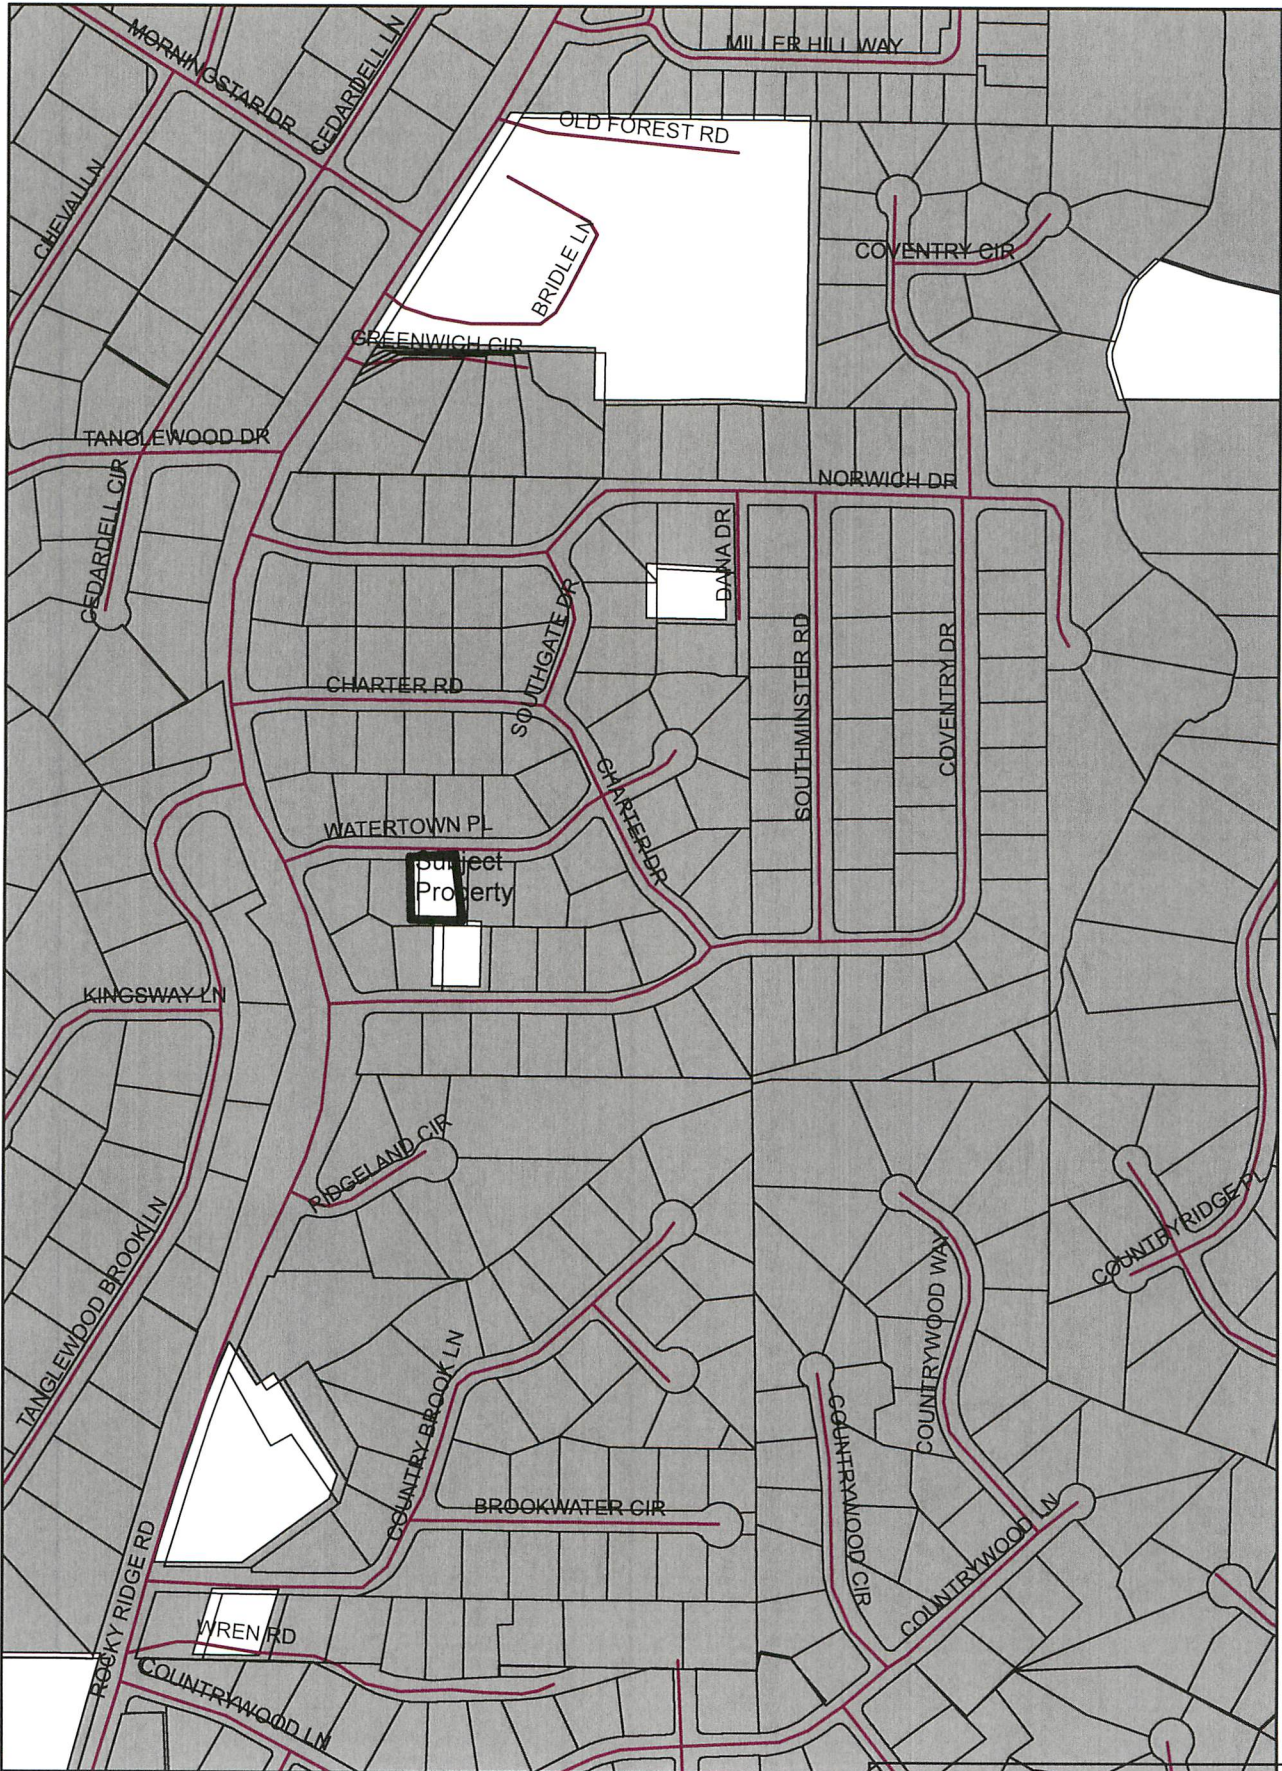 MILLER HILL WAY
MORNINGSTAR DR
CEDARDELL LN
OLD FOREST RD
CHEVAL LN
BRIDLE LN
COVENTRY CIR
GREENWICH CIR
TANGLEWOOD DR
CEDARDELL CIR
NORWICH DR
DANA DR
SOUTHGATE DR
CHARTER RD
SOUTHMINSTER RD
COVENTRY DR
CHARTER DR
WATERTOWN PL
Subject
Property
KINGSWAY LN
RIDGELAND CIR
COUNTRYRIDGE PL
TANGLEWOOD BROOK LN
COUNTRYWOOD WAY
COUNTRY BROOK LN
COUNTRYWOOD CIR
BROOKWATER CIR
COUNTRYWOOD LN
ROCKY RIDGE RD
WREN RD
COUNTRYWOOD LN